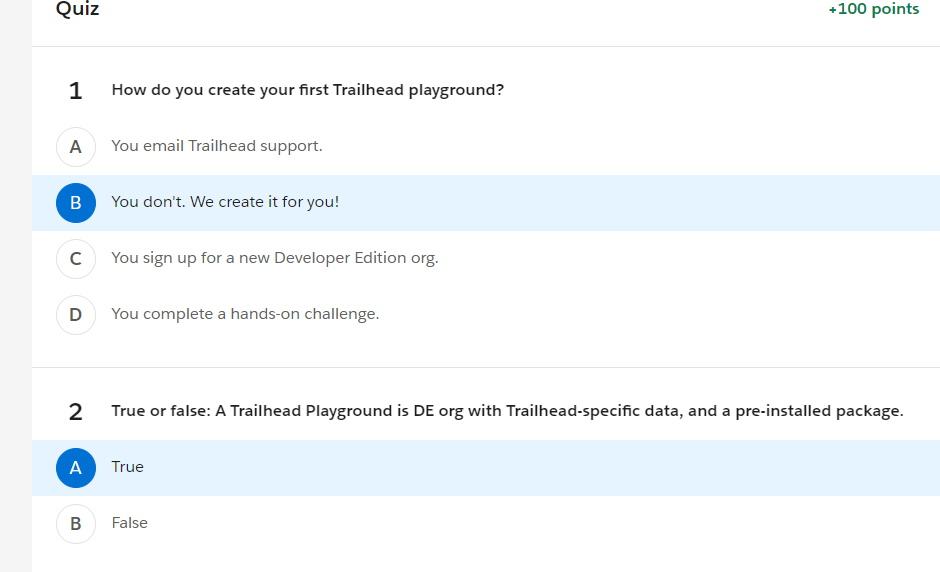 Quiz
+100 points
1 How do you create your first Trailhead playground?
A You email Trailhead support.
B You don't. We create it for you!
C You sign up for a new Developer Edition org.
D You complete a hands-on challenge.
2 True or false: A Trailhead Playground is DE org with Trailhead-specific data, and a pre-installed package.
A True
B False